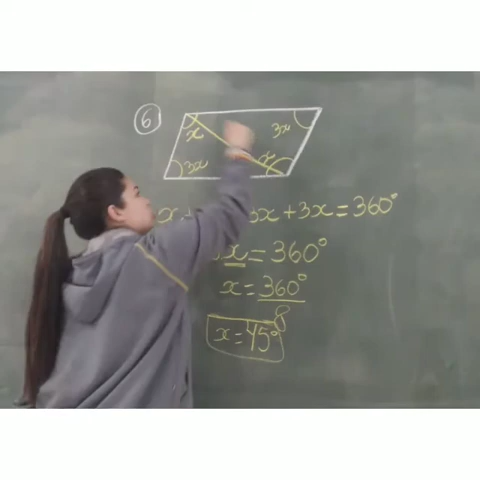 6
x 3x
3x x
x + 3x + 3x = 360°
x = 360°
x = 360°
8
x = 45°